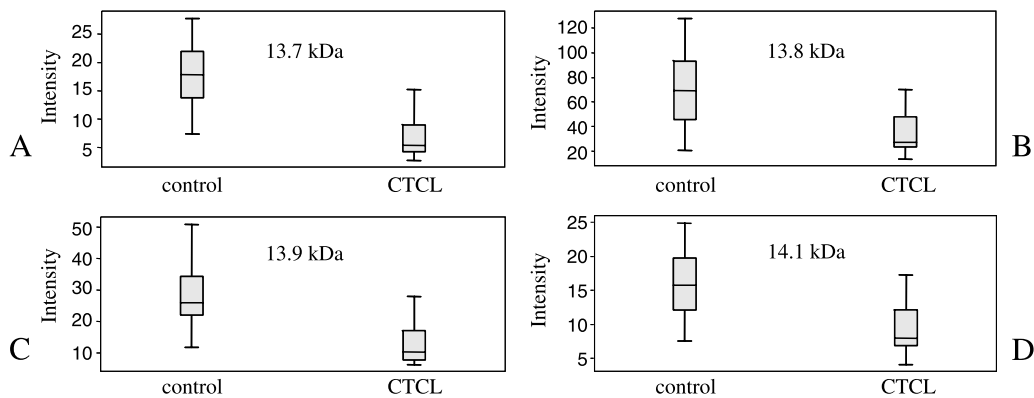 A
Intensity
25
20
15
10
5
13.7 kDa
control
CTCL
B
Intensity
120
100
80
60
40
20
13.8 kDa
control
CTCL
C
Intensity
50
40
30
20
10
13.9 kDa
control
CTCL
D
Intensity
25
20
15
10
5
14.1 kDa
control
CTCL